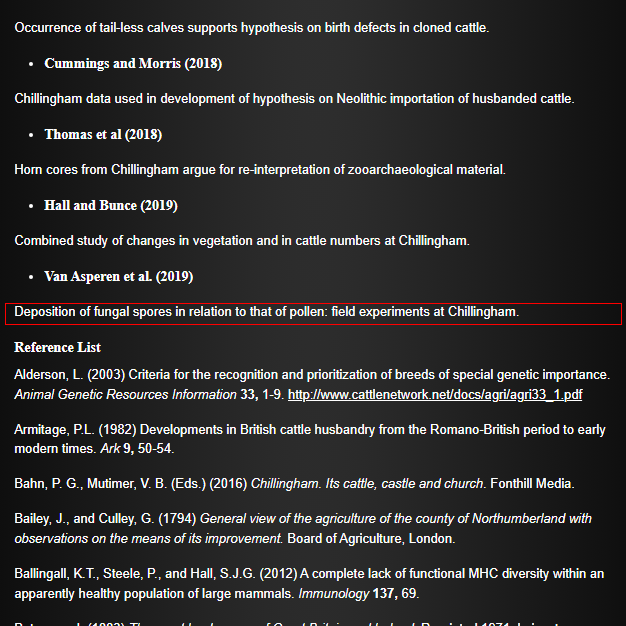 Occurrence of tail-less calves supports hypothesis on birth defects in cloned cattle.
• Cummings and Morris (2018)
Chillingham data used in development of hypothesis on Neolithic importation of husbanded cattle.
• Thomas et al (2018)
Horn cores from Chillingham argue for re-interpretation of zooarchaeological material.
• Hall and Bunce (2019)
Combined study of changes in vegetation and in cattle numbers at Chillingham.
• Van Asperen et al. (2019)
Deposition of fungal spores in relation to that of pollen: field experiments at Chillingham.
Reference List
Alderson, L. (2003) Criteria for the recognition and prioritization of breeds of special genetic importance.
Animal Genetic Resources Information 33, 1-9. http://www.cattlenetwork.net/docs/agri/agri33_1.pdf
Armitage, P.L. (1982) Developments in British cattle husbandry from the Romano-British period to early
modern times. Ark 9, 50-54.
Bahn, P. G., Mutimer, V. B. (Eds.) (2016) Chillingham. Its cattle, castle and church. Fonthill Media.
Bailey, J., and Culley, G. (1794) General view of the agriculture of the county of Northumberland with
observations on the means of its improvement. Board of Agriculture, London.
Ballingall, K.T., Steele, P., and Hall, S.J.G. (2012) A complete lack of functional MHC diversity within an
apparently healthy population of large mammals. Immunology 137, 69.